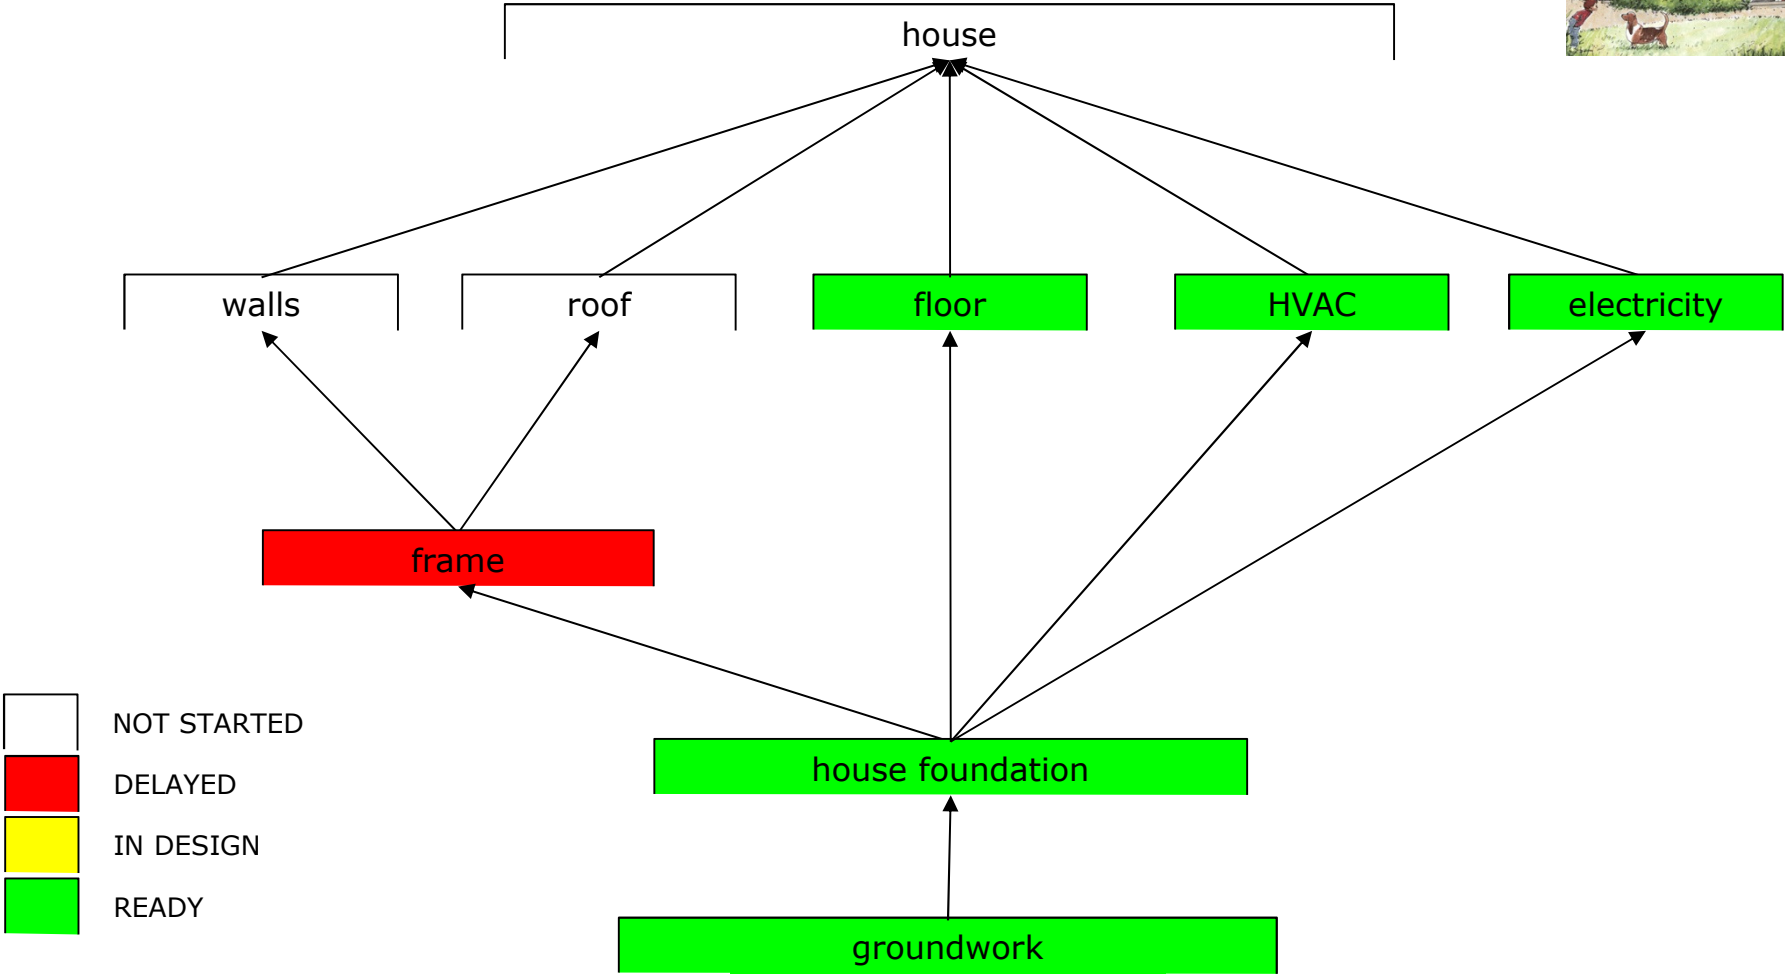 house
walls
roof
floor
HVAC
electricity
frame
NOT STARTED
DELAYED
IN DESIGN
READY
house foundation
groundwork